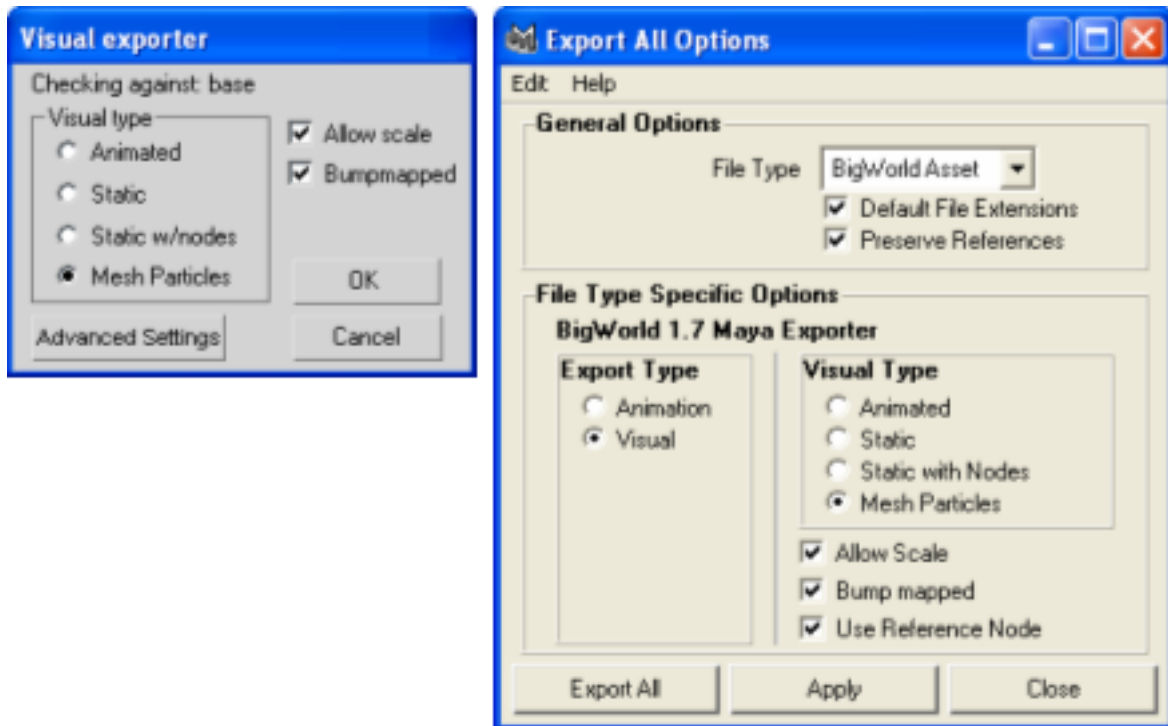 Visual exporter
Checking against: base
Visual type
Animated
Static
Static w/nodes
Mesh Particles
Allow scale
Bumpmapped
OK
Advanced Settings
Cancel
Export All Options
Edit Help
General Options
File Type BigWorld Asset
Default File Extensions
Preserve References
File Type Specific Options
BigWorld 1.7 Maya Exporter
Export Type
Animation
Visual
Visual Type
Animated
Static
Static with Nodes
Mesh Particles
Allow Scale
Bump mapped
Use Reference Node
Export All
Apply
Close